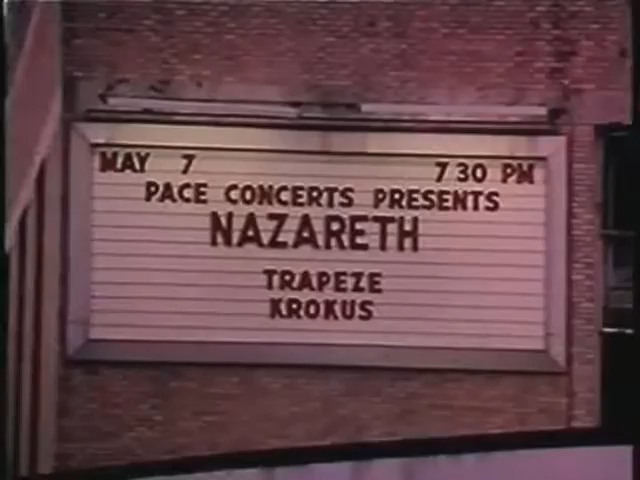 MAY 7 7 30 PM
PACE CONCERTS PRESENTS
NAZARETH
TRAPEZE
KROKUS